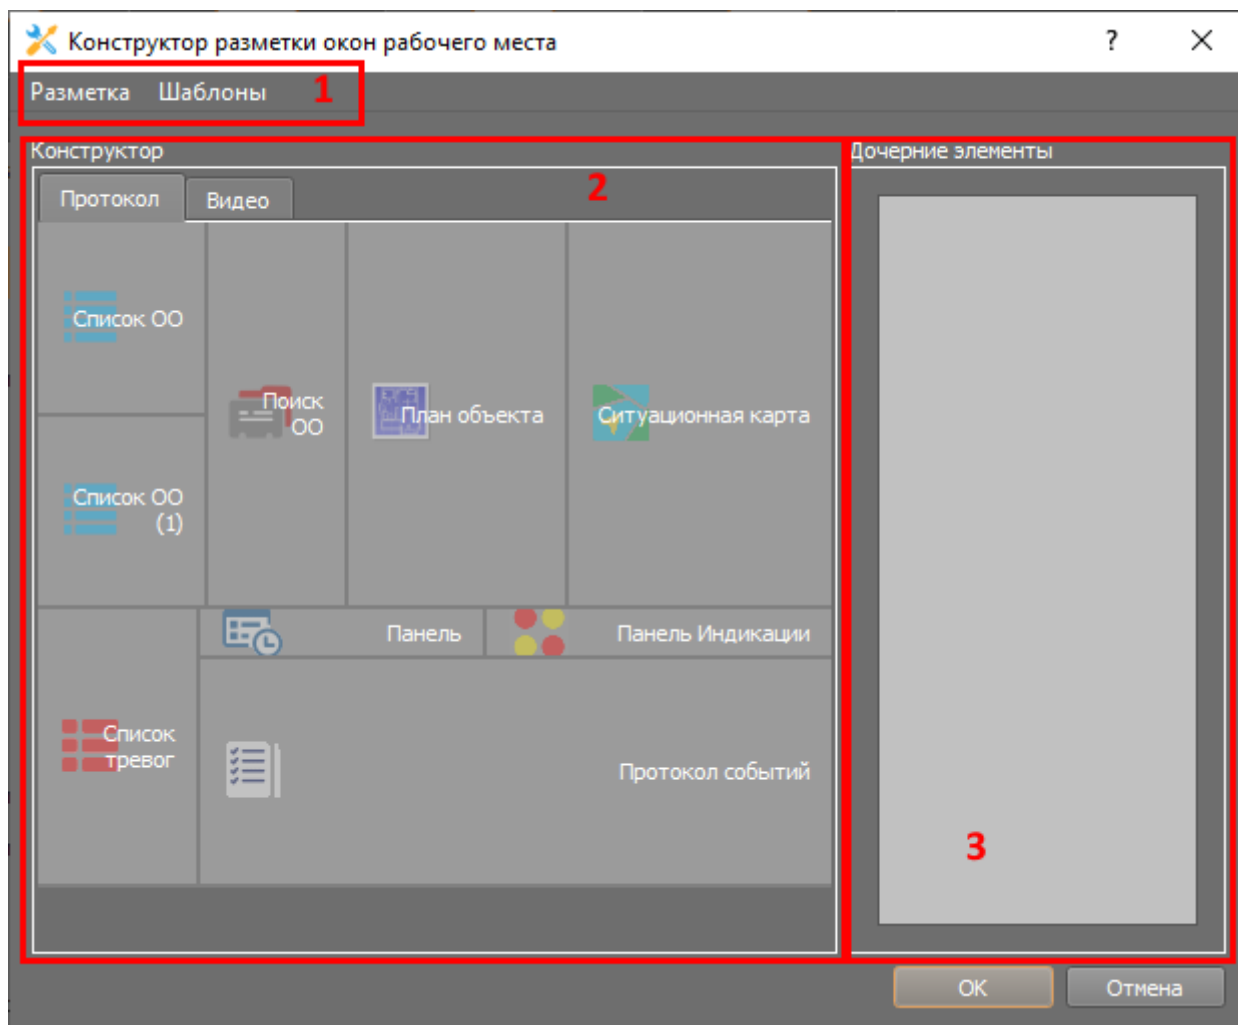 Конструктор разметки окон рабочего места
?
Разметка Шаблоны 1
Конструктор
Дочерние элементы
Протокол Видео 2
Список ОО
Поиск
ОО
План объекта
Ситуационная карта
Список ОО
(1)
Панель
Панель Индикации
Список
тревог
Протокол событий
3
ОК Отмена